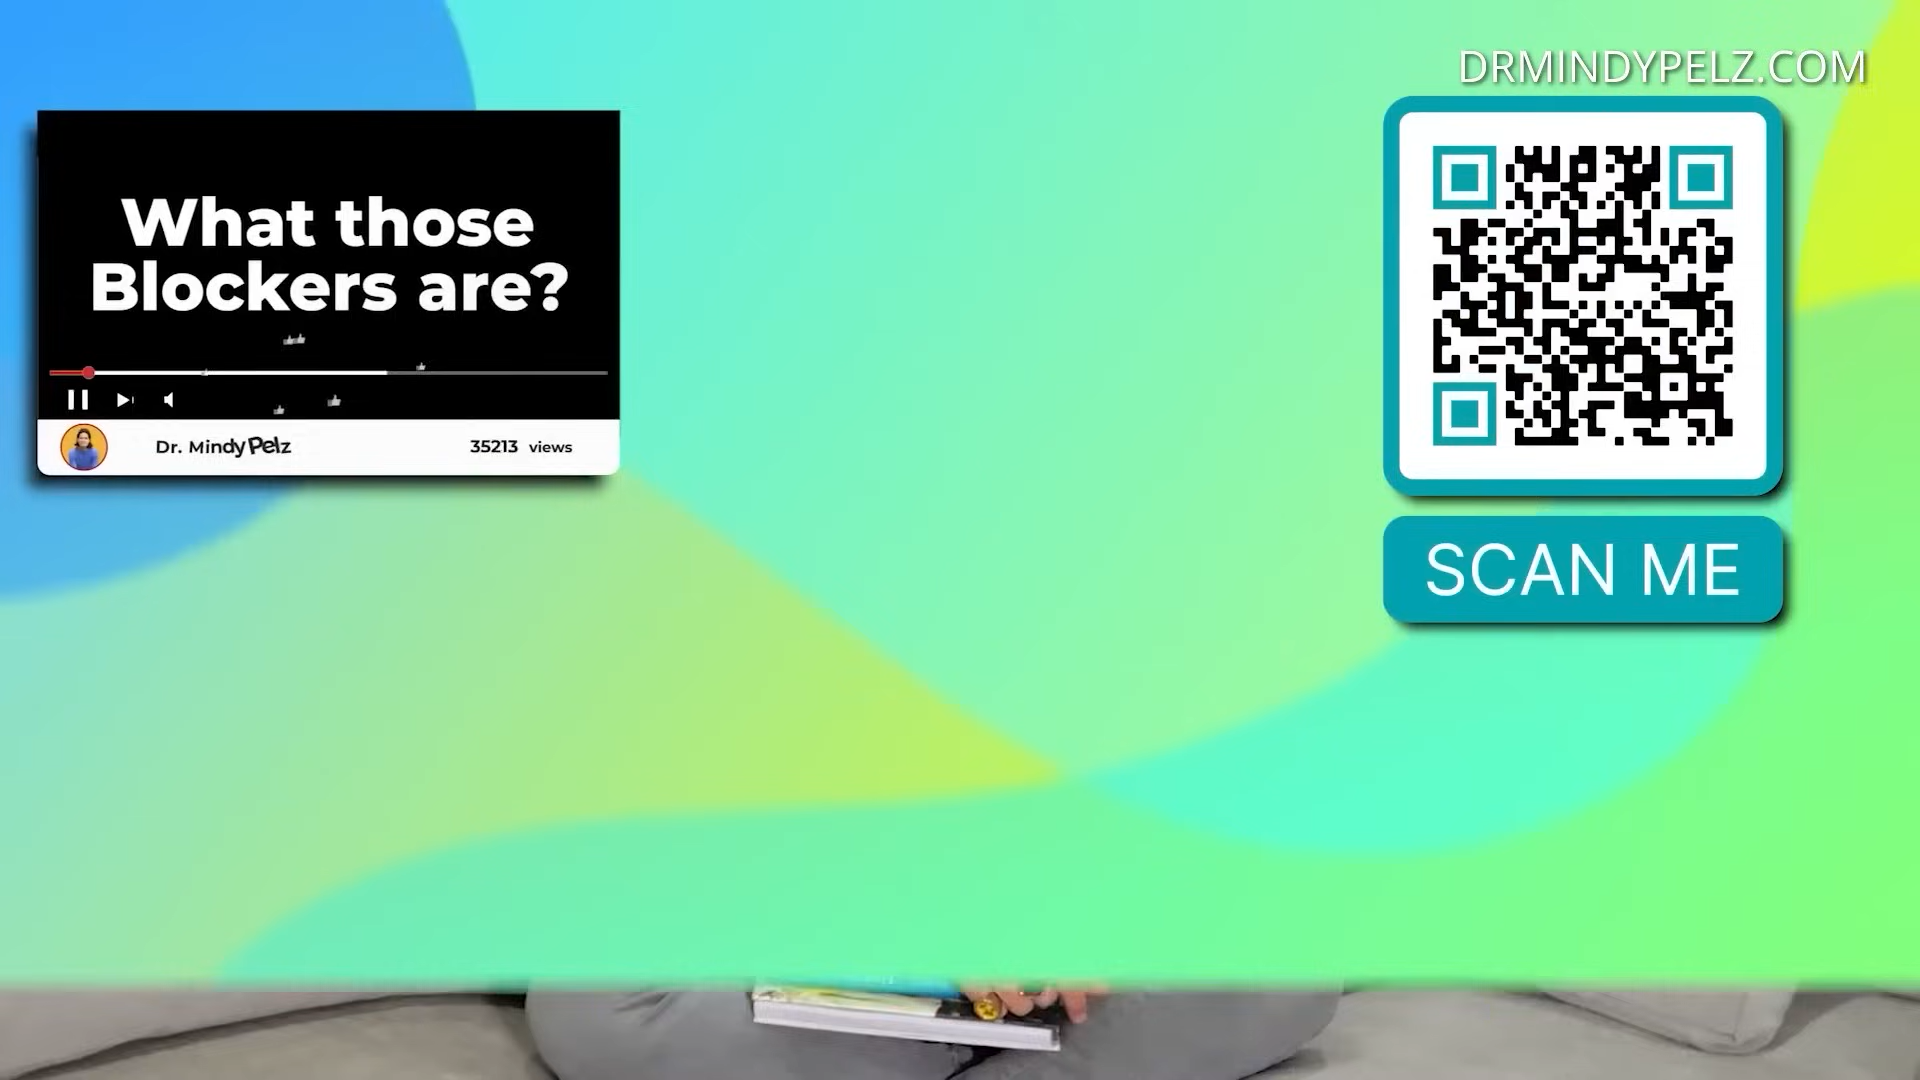 DRMINDYPELZ.COM
What those
Blockers are?
Dr. Mindy Pelz
35213 views
SCAN ME